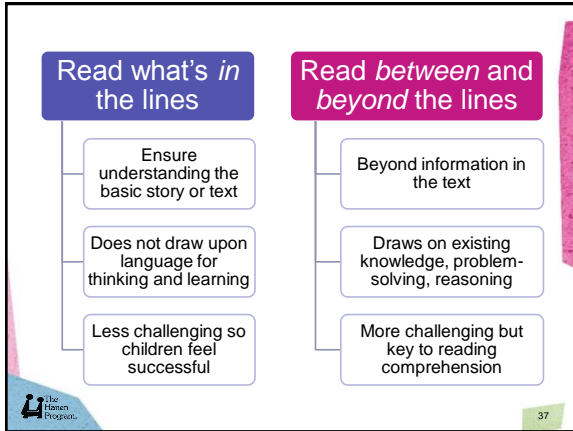 Read what's in
the lines
Ensure
understanding the
basic story or text
Does not draw upon
language for
thinking and learning
Less challenging so
children feel
successful
Read between and
beyond the lines
Beyond information in
the text
Draws on existing
knowledge, problem-
solving, reasoning
More challenging but
key to reading
comprehension
The
Hanen
Program.
37